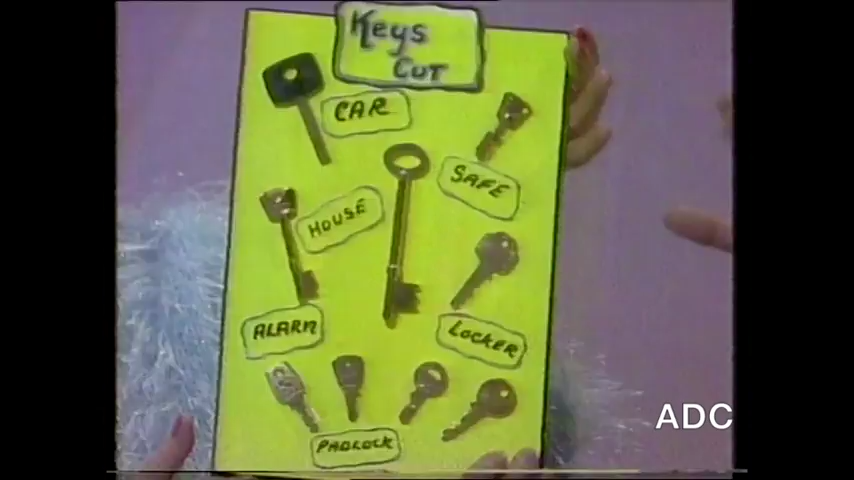 Keys
Cut
CAR
SAFE
HOUSE
ALARM
LOCKER
PADLOCK
ADC